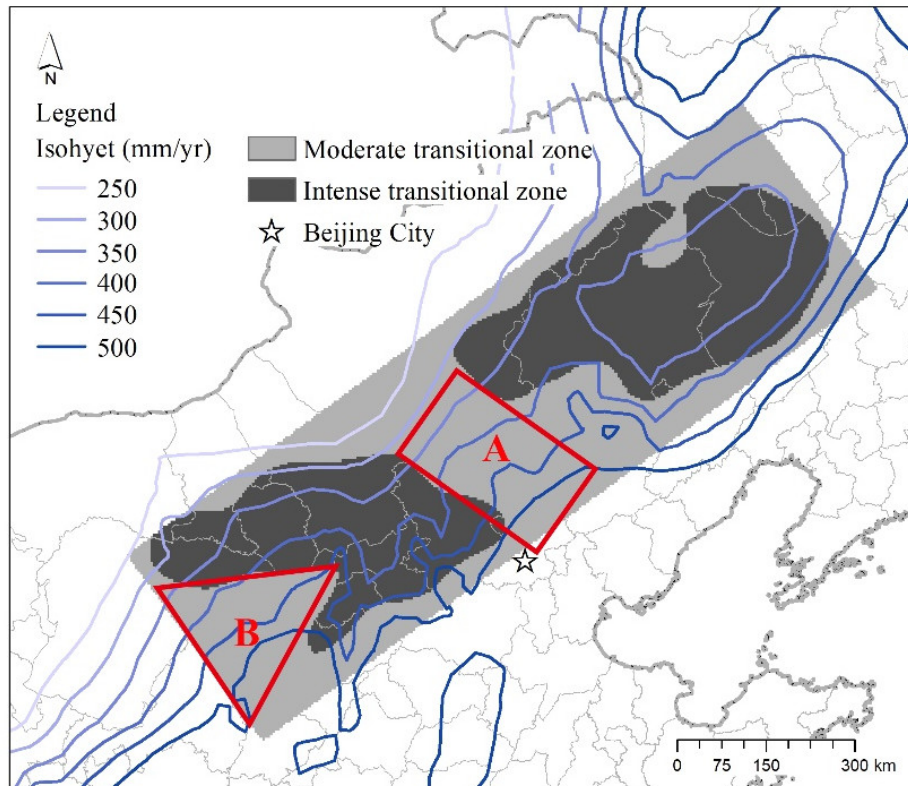 N
Legend
Isohyet (mm/yr)
250
300
350
400
450
500
Moderate transitional zone
Intense transitional zone
Beijing City
A
B
0 75 150 300 km